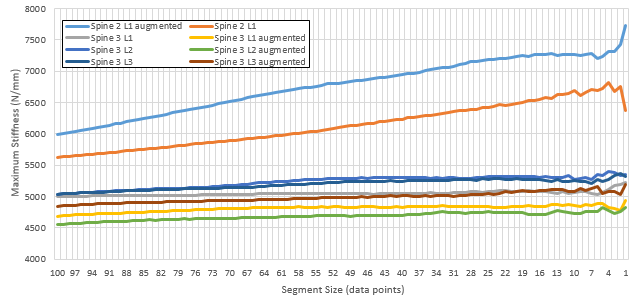 8000
7500
7000
6500
6000
5500
5000
4500
4000
Maximum Stiffness (N/mm)
Spine 2 L1 augmented
Spine 2 L1
Spine 3 L1
Spine 3 L1 augmented
Spine 3 L2
Spine 3 L2 augmented
Spine 3 L3
Spine 3 L3 augmented
100 97 94 91 88 85 82 79 76 73 70 67 64 61 58 55 52 49 46 43 40 37 34 31 28 25 22 19 16 13 10 7 4 1
Segment Size (data points)